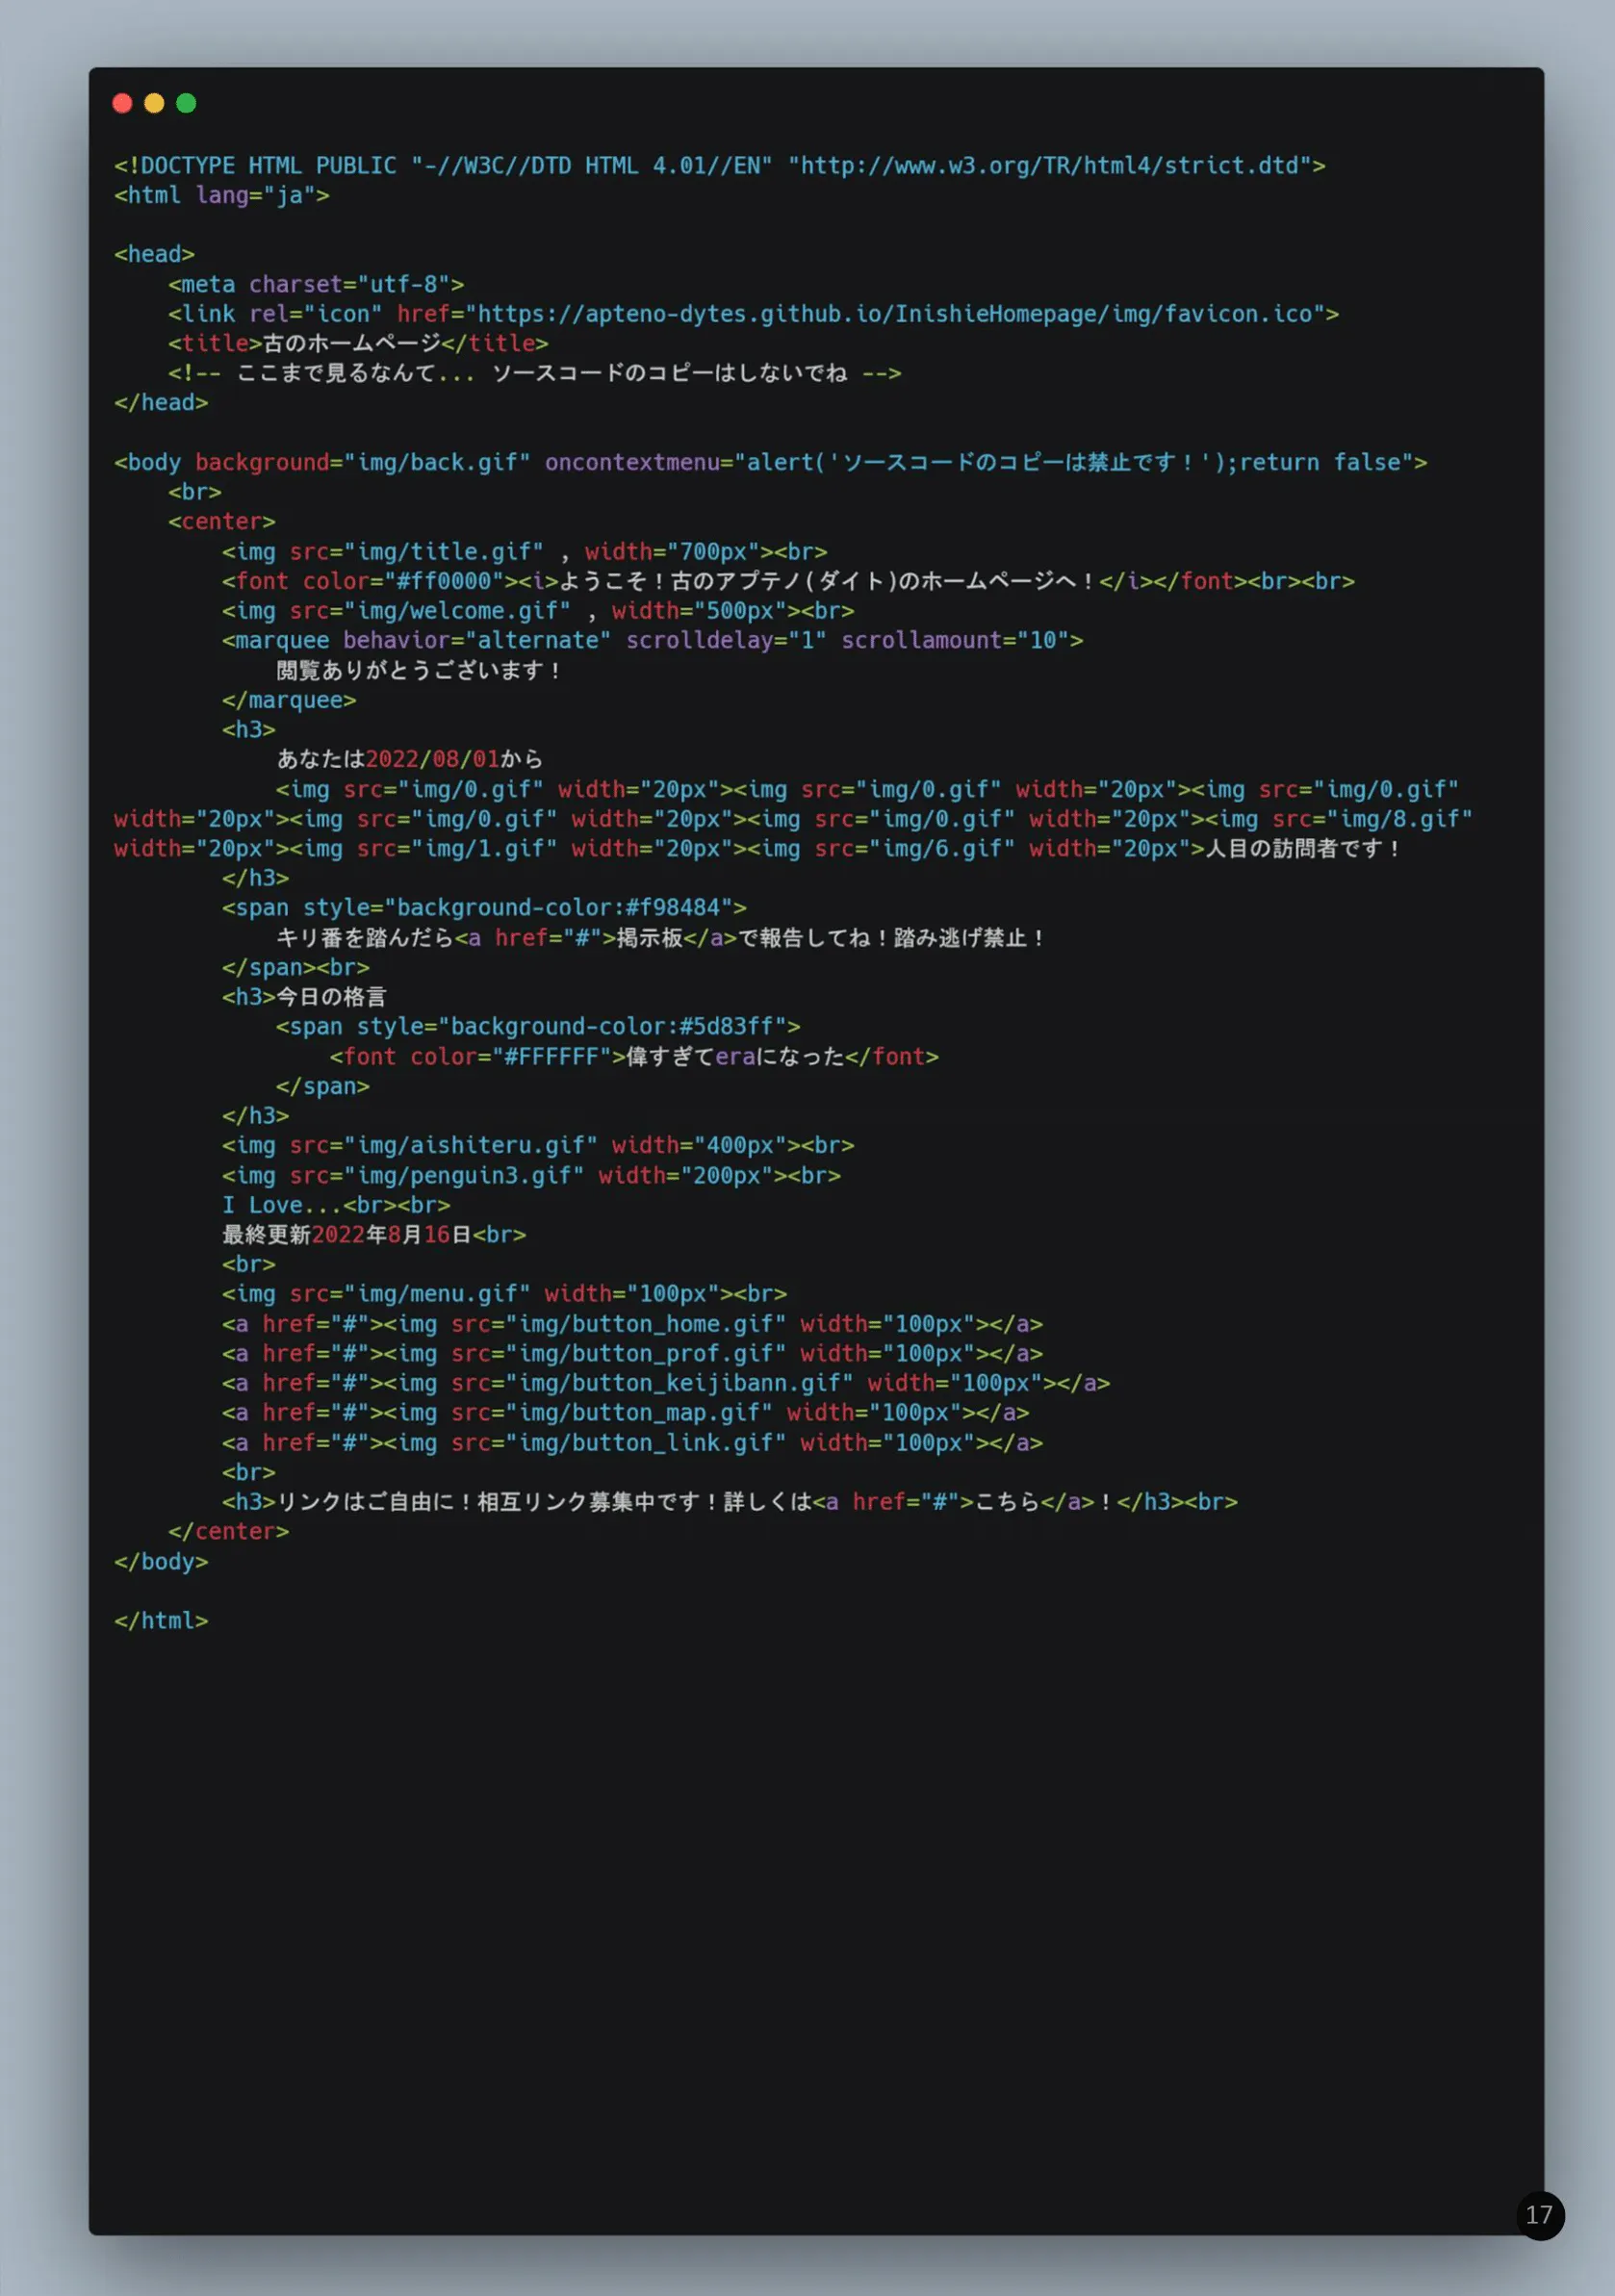 <!DOCTYPE HTML PUBLIC "-//W3C//DTD HTML 4.01//EN" "http://www.w3.org/TR/html4/strict.dtd">
<html lang="ja">
<head>
<meta charset="utf-8">
<link rel="icon" href="https://apteno-dytes.github.io/InishieHomepage/img/favicon.ico">
<title>古のホームページ</title>
<!-- ここまで見るなんて... ソースコードのコピーはしないでね -->
</head>
<body background="img/back.gif" oncontextmenu="alert('ソースコードのコピーは禁止です！');return false">
<br>
<center>
<img src="img/title.gif" , width="700px"><br>
<font color="#ff0000"><i>ようこそ！古のアプテノ(ダイト)のホームページへ！</i></font><br><br>
<img src="img/welcome.gif" , width="500px"><br>
<marquee behavior="alternate" scrolldelay="1" scrollamount="10">
閲覧ありがとうございます！
</marquee>
<h3>
あなたは2022/08/01から
<img src="img/0.gif" width="20px"><img src="img/0.gif" width="20px"><img src="img/0.gif"
width="20px"><img src="img/0.gif" width="20px"><img src="img/0.gif" width="20px"><img src="img/8.gif"
width="20px"><img src="img/1.gif" width="20px"><img src="img/6.gif" width="20px">人目の訪問者です！
</h3>
<span style="background-color:#f98484">
キリ番を踏んだら<a href="#">掲示板</a>で報告してね！踏み逃げ禁止！
</span><br>
<h3>今日の格言
<span style="background-color:#5d83ff">
<font color="#FFFFFF">偉すぎてeraになった</font>
</span>
</h3>
<img src="img/aishiteru.gif" width="400px"><br>
<img src="img/penguin3.gif" width="200px"><br>
I Love...<br><br>
最終更新2022年8月16日<br>
<br>
<img src="img/menu.gif" width="100px"><br>
<a href="#"><img src="img/button_home.gif" width="100px"></a>
<a href="#"><img src="img/button_prof.gif" width="100px"></a>
<a href="#"><img src="img/button_keijibann.gif" width="100px"></a>
<a href="#"><img src="img/button_map.gif" width="100px"></a>
<a href="#"><img src="img/button_link.gif" width="100px"></a>
<br>
<h3>リンクはご自由に！相互リンク募集中です！詳しくは<a href="#">こちら</a>！</h3><br>
</center>
</body>
</html>
17